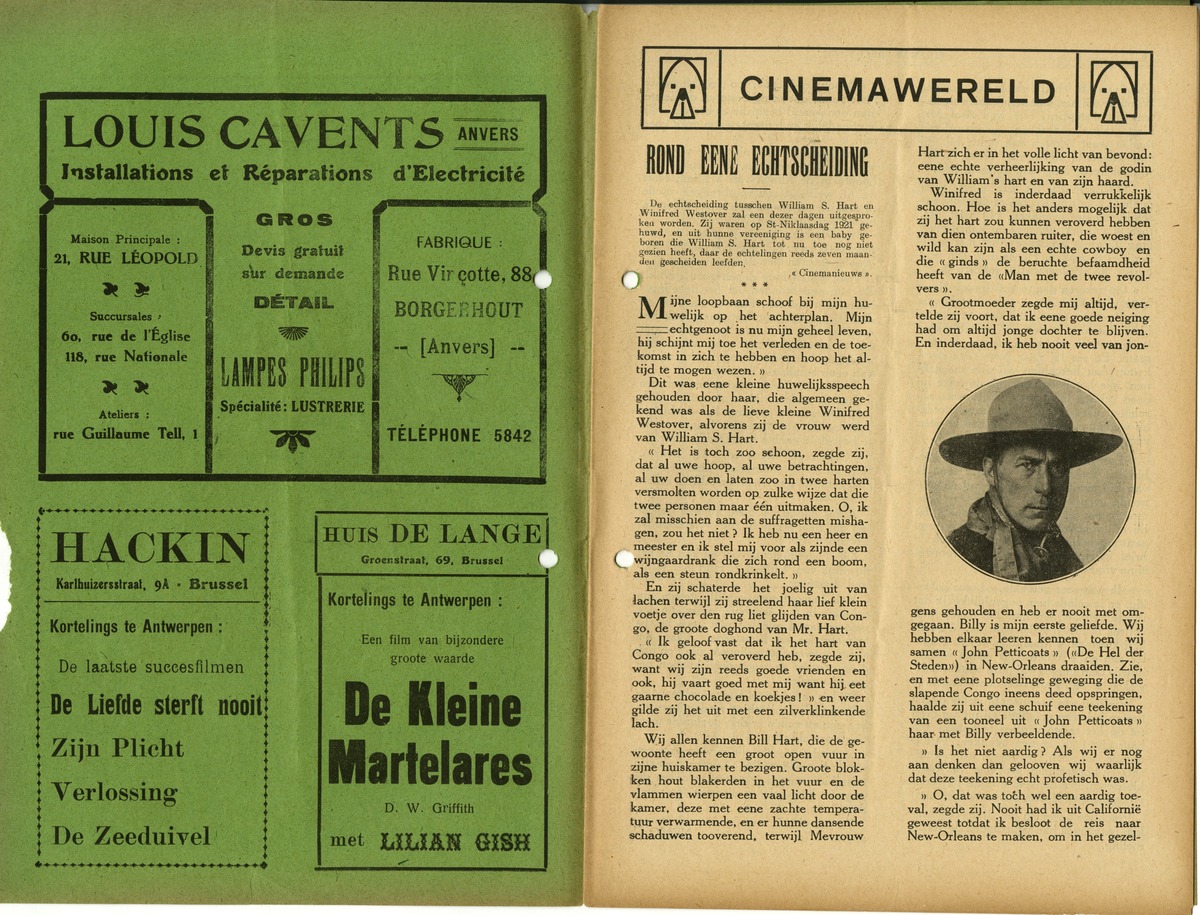 LOUIS CAVENTS ANVERS
Installations et Réparations d'Electricité
Maison Principale :
21, RUE LÉOPOLD
Succursales :
60, rue de l'Église
118, rue Nationale
Ateliers :
rue Guillaume Tell, 1
GROS
Devis gratuit
sur demande
DÉTAIL
LAMPES PHILIPS
Spécialité: LUSTRERIE
FABRIQUE :
Rue Virçotte, 88
BORGERHOUT
-- [Anvers] --
TÉLÉPHONE 5842
HACKIN
Karthuizersstraat, 9A - Brussel
Kortelings te Antwerpen :
De laatste succesfilmen
De Liefde sterft nooit
Zijn Plicht
Verlossing
De Zeeduivel
HUIS DE LANGE
Groenstraat, 69, Brussel
Kortelings te Antwerpen :
Een film van bijzondere
groote waarde
De Kleine
Martelares
D. W. Griffith
met LILIAN GISH
CINEMAWERELD
ROND EENE ECHTSCHEIDING
De echtscheiding tusschen William S. Hart en
Winifred Westover zal een dezer dagen uitgespro-
ken worden. Zij waren op St-Niklaasdag 1921 ge-
huwd, en uit hunne vereeniging is een baby ge-
boren die William S. Hart tot nu toe nog niet
gezien heeft, daar de echtelingen reeds zeven maan-
den gescheiden leefden.
« Cinemanieuws ».
* * *
Mijne loopbaan schoof bij mijn hu-
welijk op het achterplan. Mijn
echtgenoot is nu mijn geheel leven,
hij schijnt mij toe het verleden en de toe-
komst in zich te hebben en hoop het al-
tijd te mogen wezen. »
Dit was eene kleine huwelijksspeech
gehouden door haar, die algemeen ge-
kend was als de lieve kleine Winifred
Westover, alvorens zij de vrouw werd
van William S. Hart.
« Het is toch zoo schoon, zegde zij,
dat al uwe hoop, al uwe betrachtingen,
al uw doen en laten zoo in twee harten
versmolten worden op zulke wijze dat die
twee personen maar één uitmaken. O, ik
zal misschien aan de suffragetten misha-
gen, zou het niet ? Ik heb nu een heer en
meester en ik stel mij voor als zijnde een
wijngaardrank die zich rond een boom,
als een steun rondkrinkelt. »
En zij schaterde het joelig uit van
lachen terwijl zij streelend haar lief klein
voetje over den rug liet glijden van Con-
go, de groote doghond van Mr. Hart.
« Ik geloof vast dat ik het hart van
Congo ook al veroverd heb, zegde zij,
want wij zijn reeds goede vrienden en
ook, hij vaart goed met mij want hij eet
gaarne chocolade en koekjes ! » en weer
gilde zij het uit met een zilverklinkende
lach.
Wij allen kennen Bill Hart, die de ge-
woonte heeft een groot open vuur in
zijne huiskamer te bezigen. Groote blok-
ken hout blakerden in het vuur en de
vlammen wierpen een vaal licht door de
kamer, deze met eene zachte tempera-
tuur verwarmende, en er hunne dansende
schaduwen tooverend, terwijl Mevrouw
Hart zich er in het volle licht van bevond:
eene echte verheerlijking van de godin
van William's hart en van zijn haard.
Winifred is inderdaad verrukkelijk
schoon. Hoe is het anders mogelijk dat
zij het hart zou kunnen veroverd hebben
van dien ontembaren ruiter, die woest en
wild kan zijn als een echte cowboy en
die « ginds » de beruchte befaamdheid
heeft van de «Man met de twee revol-
vers ».
« Grootmoeder zegde mij altijd, ver-
telde zij voort, dat ik eene goede neiging
had om altijd jonge dochter te blijven.
En inderdaad, ik heb nooit veel van jon-
gens gehouden en heb er nooit met om-
gegaan. Billy is mijn eerste geliefde. Wij
hebben elkaar leeren kennen toen wij
samen « John Petticoats » («De Hel der
Steden») in New-Orleans draaiden. Zie,
en met eene plotselinge geweging die de
slapende Congo ineens deed opspringen,
haalde zij uit eene schuif eene teekening
van een tooneel uit « John Petticoats »
haar met Billy verbeeldende.
» Is het niet aardig ? Als wij er nog
aan denken dan gelooven wij waarlijk
dat deze teekening echt profetisch was.
» O, dat was toch wel een aardig toe-
val, zegde zij. Nooit had ik uit Californië
geweest totdat ik besloot de reis naar
New-Orleans te maken, om in het gezel-